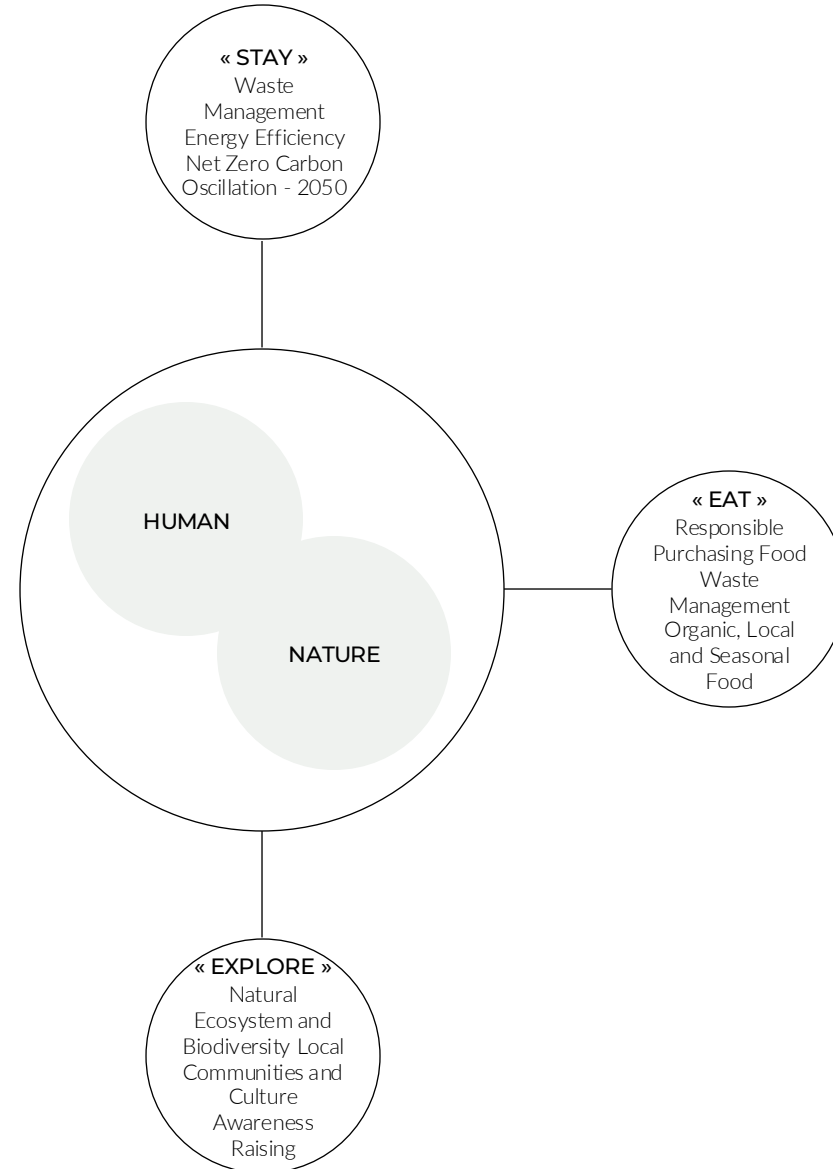 « STAY »
Waste
Management
Energy Efficiency
Net Zero Carbon
Oscillation - 2050
HUMAN
NATURE
« EAT »
Responsible
Purchasing Food
Waste
Management
Organic, Local
and Seasonal
Food
« EXPLORE »
Natural
Ecosystem and
Biodiversity Local
Communities and
Culture
Awareness
Raising